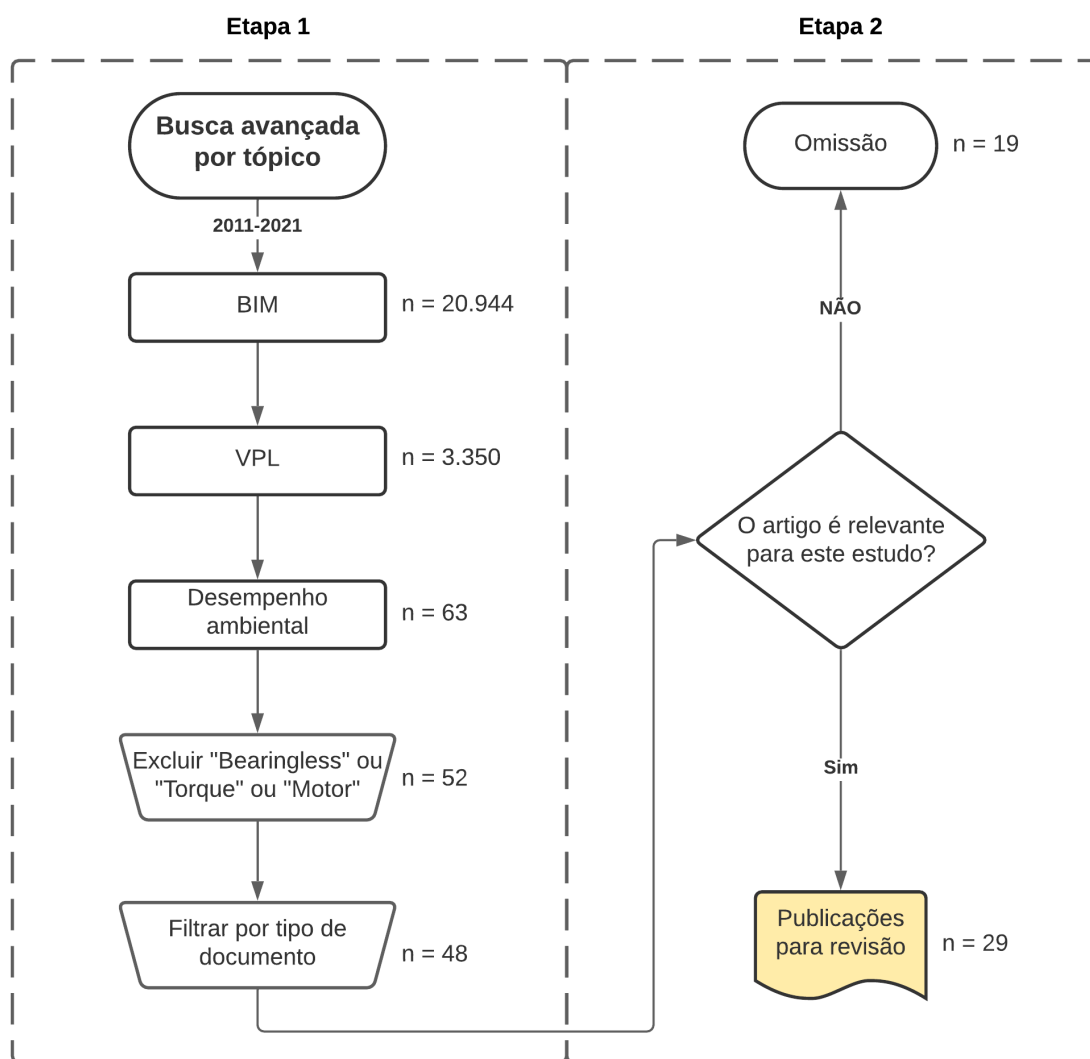 Etapa 1
Busca avançada
por tópico
2011-2021
BIM
n = 20.944
VPL
n = 3.350
Desempenho
ambiental
n = 63
Excluir "Bearingless" ou
"Torque" ou "Motor"
n = 52
Filtrar por tipo de
documento
n = 48
Etapa 2
Omissão
n = 19
NÃO
O artigo é relevante
para este estudo?
Sim
Publicações
para revisão
n = 29